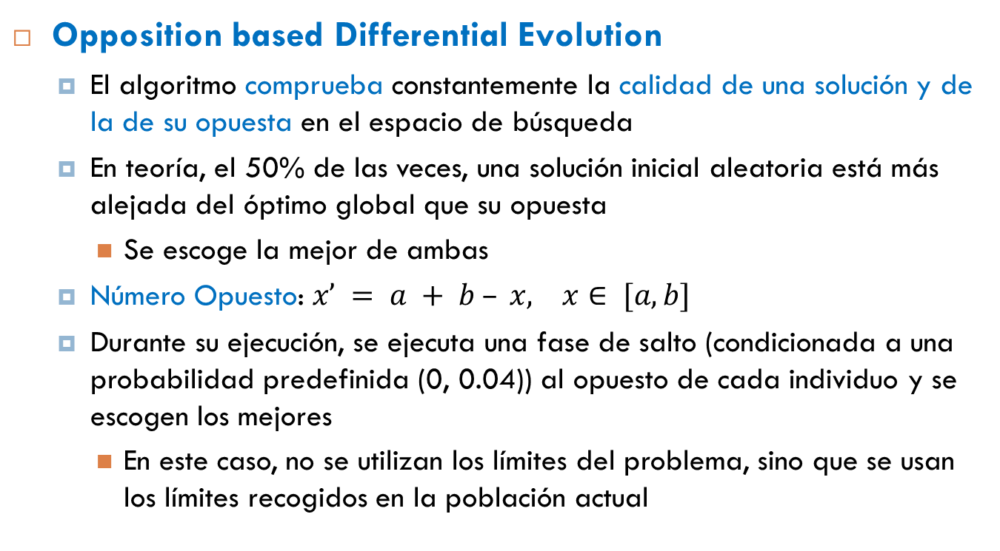 Opposition based Differential Evolution
El algoritmo comprueba constantemente la calidad de una solución y de
la de su opuesta en el espacio de búsqueda
En teoría, el 50% de las veces, una solución inicial aleatoria está más
alejada del óptimo global que su opuesta
Se escoge la mejor de ambas
Número Opuesto: x’ = a + b – x, x ∈ [a, b]
Durante su ejecución, se ejecuta una fase de salto (condicionada a una
probabilidad predefinida (0, 0.04)) al opuesto de cada individuo y se
escogen los mejores
En este caso, no se utilizan los límites del problema, sino que se usan
los límites recogidos en la población actual